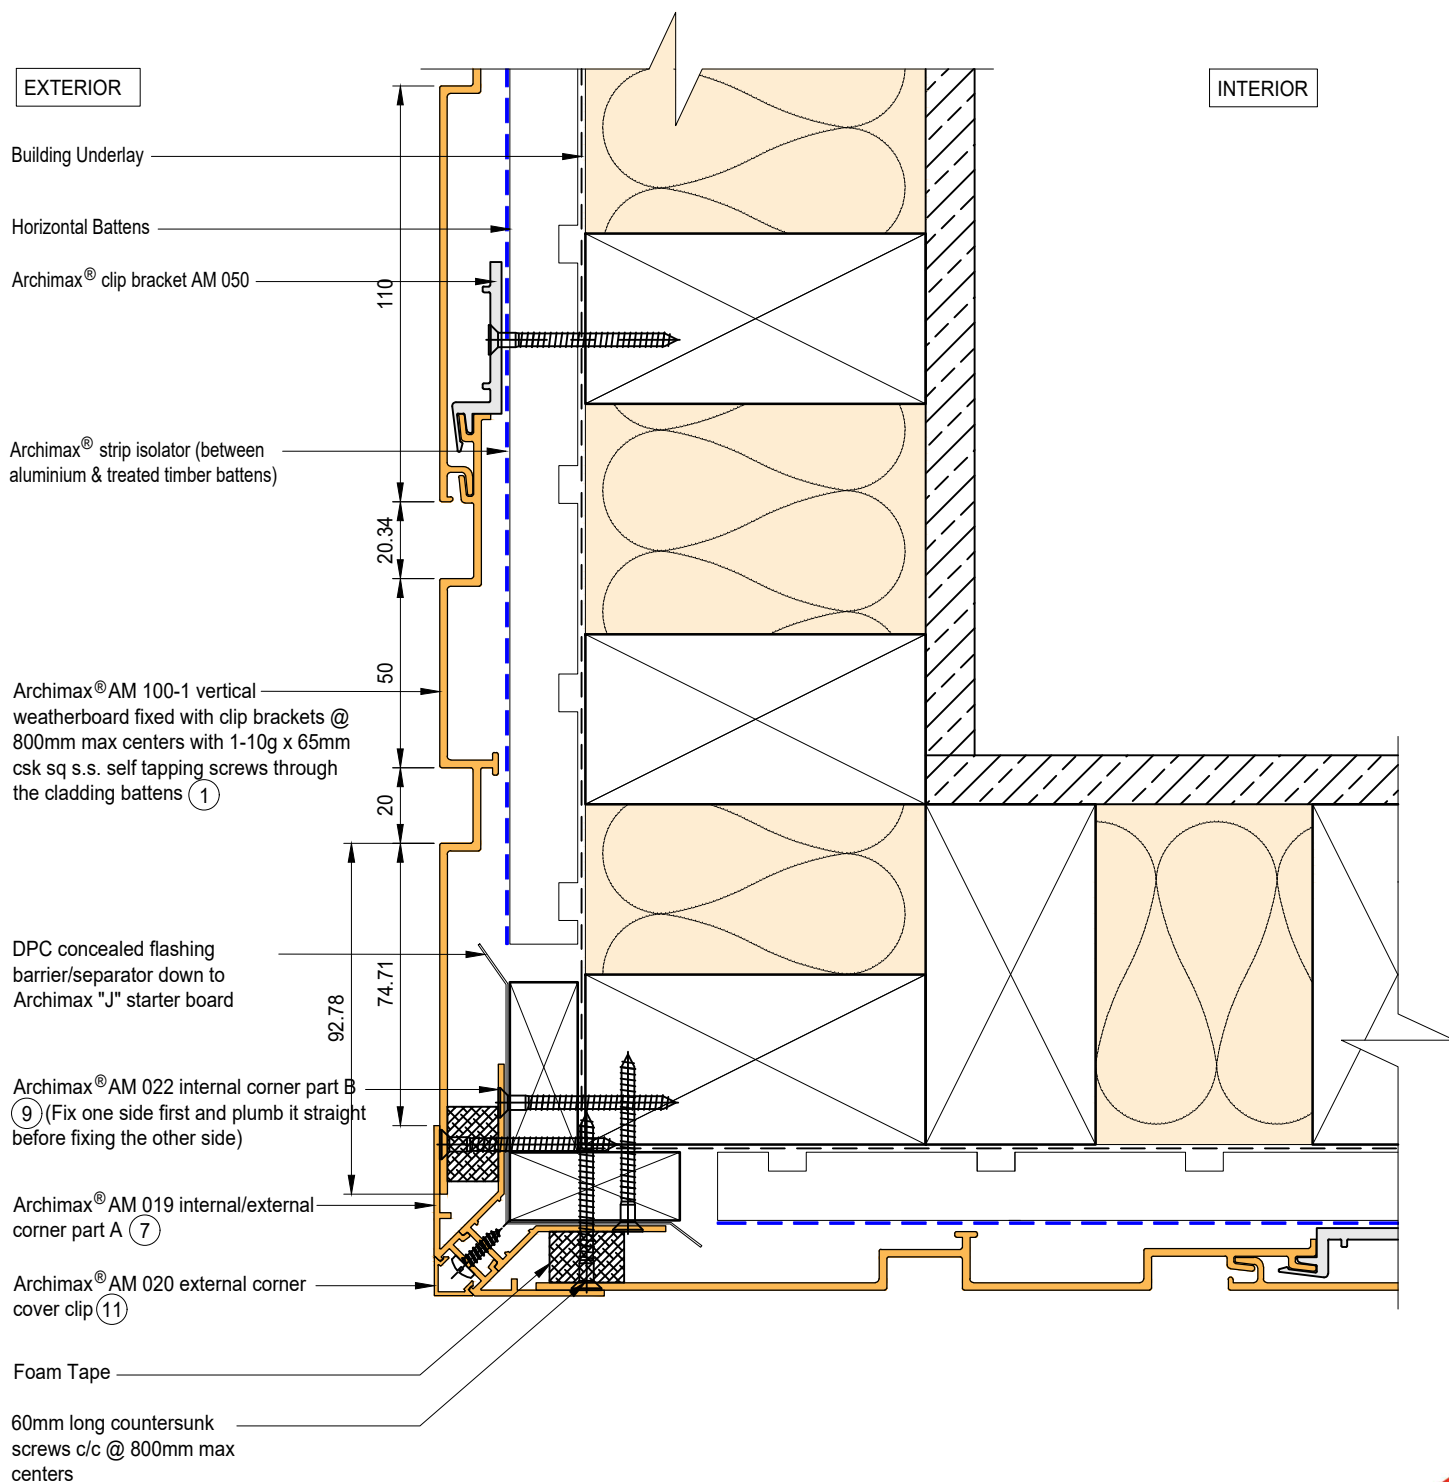 EXTERIOR
INTERIOR
Building Underlay
Horizontal Battens
Archimax® clip bracket AM 050
110
Archimax® strip isolator (between
aluminium & treated timber battens)
20.34
50
Archimax® AM 100-1 vertical
weatherboard fixed with clip brackets @
800mm max centers with 1-10g x 65mm
csk sq s.s. self tapping screws through
the cladding battens 1
20
DPC concealed flashing
barrier/separator down to
Archimax "J" starter board
74.71
92.78
Archimax® AM 022 internal corner part B
9 (Fix one side first and plumb it straight
before fixing the other side)
Archimax® AM 019 internal/external
corner part A 7
Archimax® AM 020 external corner
cover clip 11
Foam Tape
60mm long countersunk
screws c/c @ 800mm max
centers